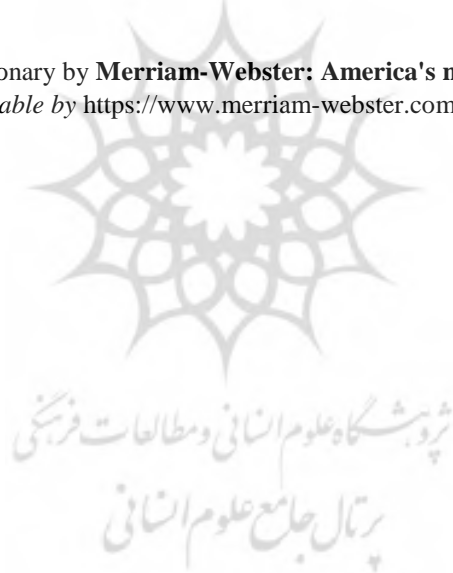 onary by Merriam-Webster: America's m
able by https://www.merriam-webster.com
پژوهشگاه علوم انسانی و مطالعات فرهنگی
پرتال جامع علوم انسانی